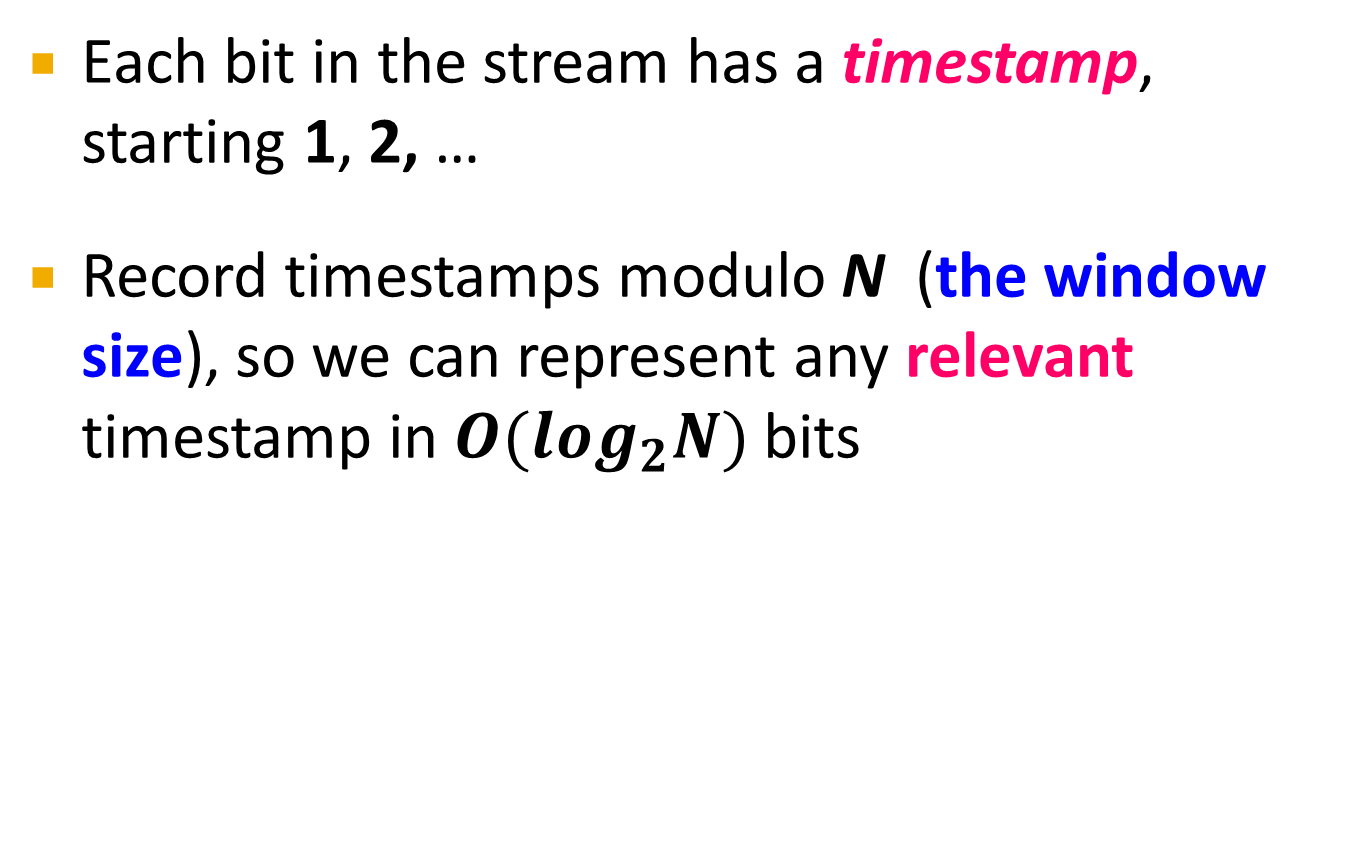 ▪ Each bit in the stream has a timestamp,
starting 1, 2, …
▪ Record timestamps modulo N (the window
size), so we can represent any relevant
timestamp in O(log₂N) bits